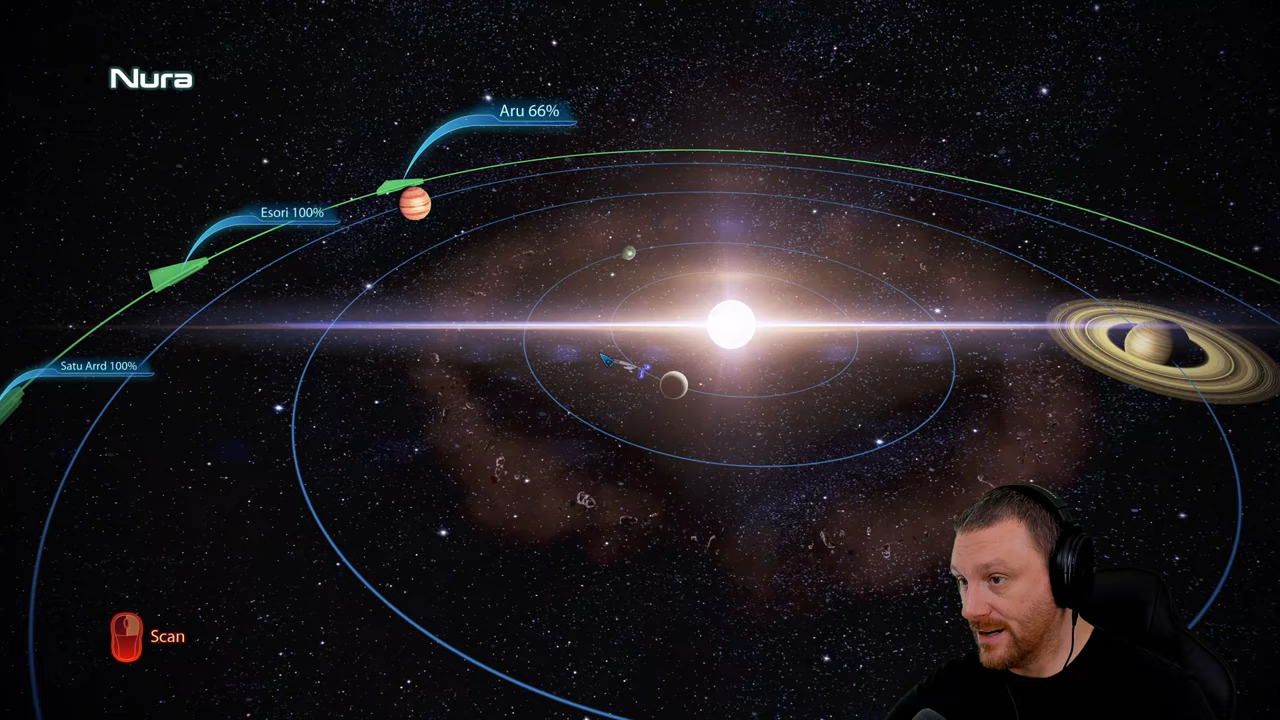 Nura
Aru 66%
Esori 100%
Satu Arrd 100%
Scan